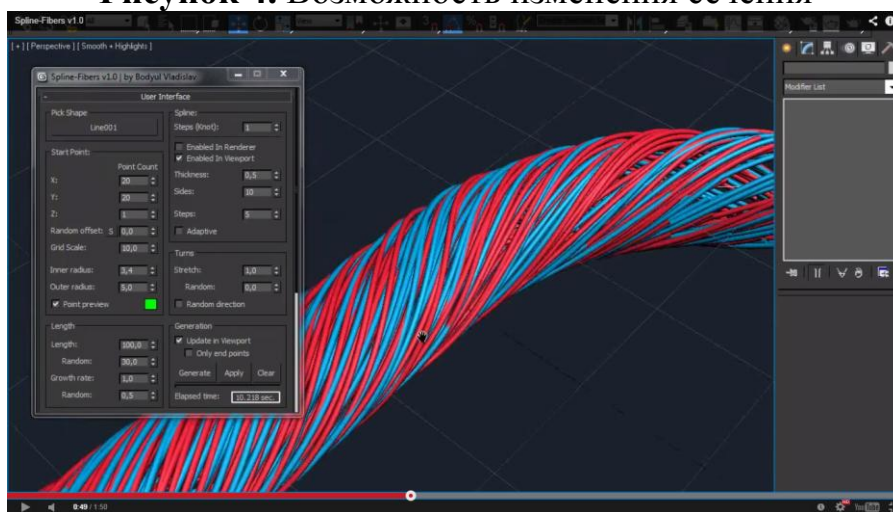 Рисунок 4. Возможность изменения сечения
Spline-Fibers v1.0
[ + ] [ Perspective ] [ Smooth + Highlights ]
Spline-Fibers v1.0 | by Bodyul Vladislav
User Interface
Pick Shape
Line001
Start Point:
Point Count
X: 20
Y: 20
Z: 1
Random offset: S 0,0
Grid Scale: 10,0
Inner radius: 3,4
Outer radius: 5,0
Point preview
Length
Length: 100,0
Random: 30,0
Growth rate: 1,0
Random: 0,5
Spline:
Steps (Knot): 1
Enabled In Renderer
Enabled In Viewport
Thickness: 0,5
Sides: 10
Steps: 5
Adaptive
Turns
Stretch: 1,0
Random: 0,0
Random direction
Generation
Update in Viewport
Only end points
Generate Apply Clear
Elapsed time: 10.218 sec.
Modifier List
0:49 / 1:50
YouTube